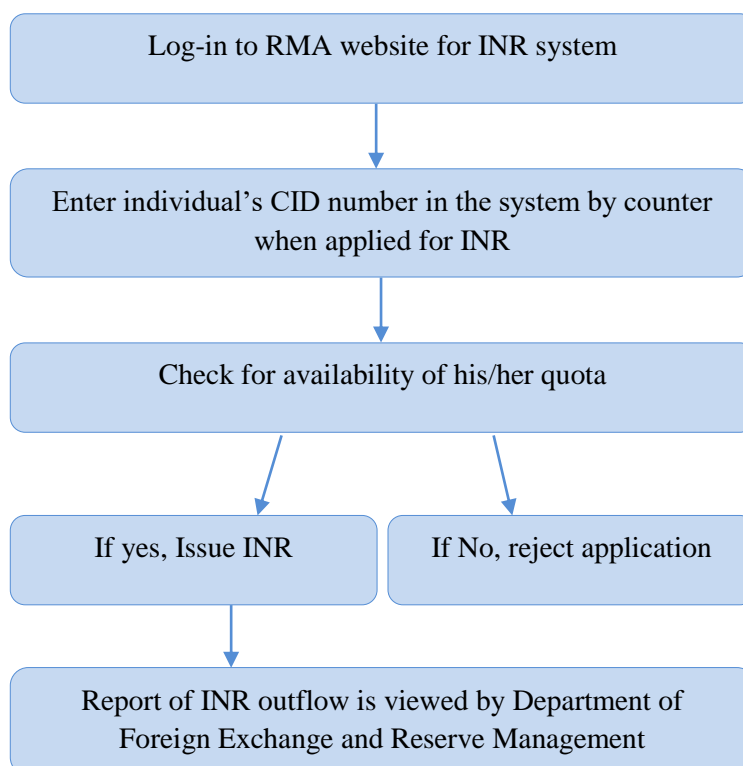 Log-in to RMA website for INR system
Enter individual’s CID number in the system by counter
when applied for INR
Check for availability of his/her quota
If yes, Issue INR
If No, reject application
Report of INR outflow is viewed by Department of
Foreign Exchange and Reserve Management